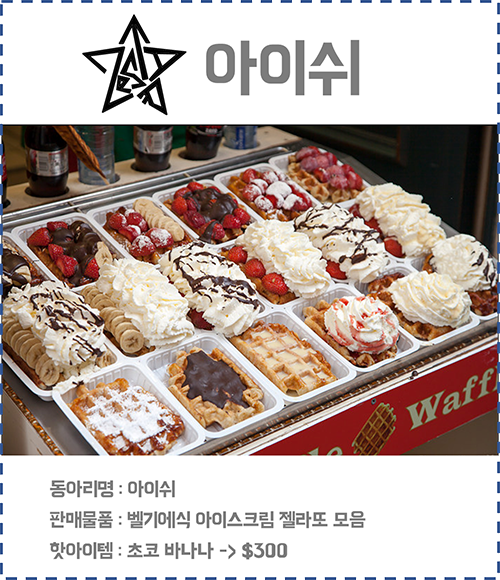 아이쉬
Waff
동아리명 : 아이쉬
판매물품 : 벨기에식 아이스크림 젤라또 모음
핫아이템 : 초코 바나나 -> $300